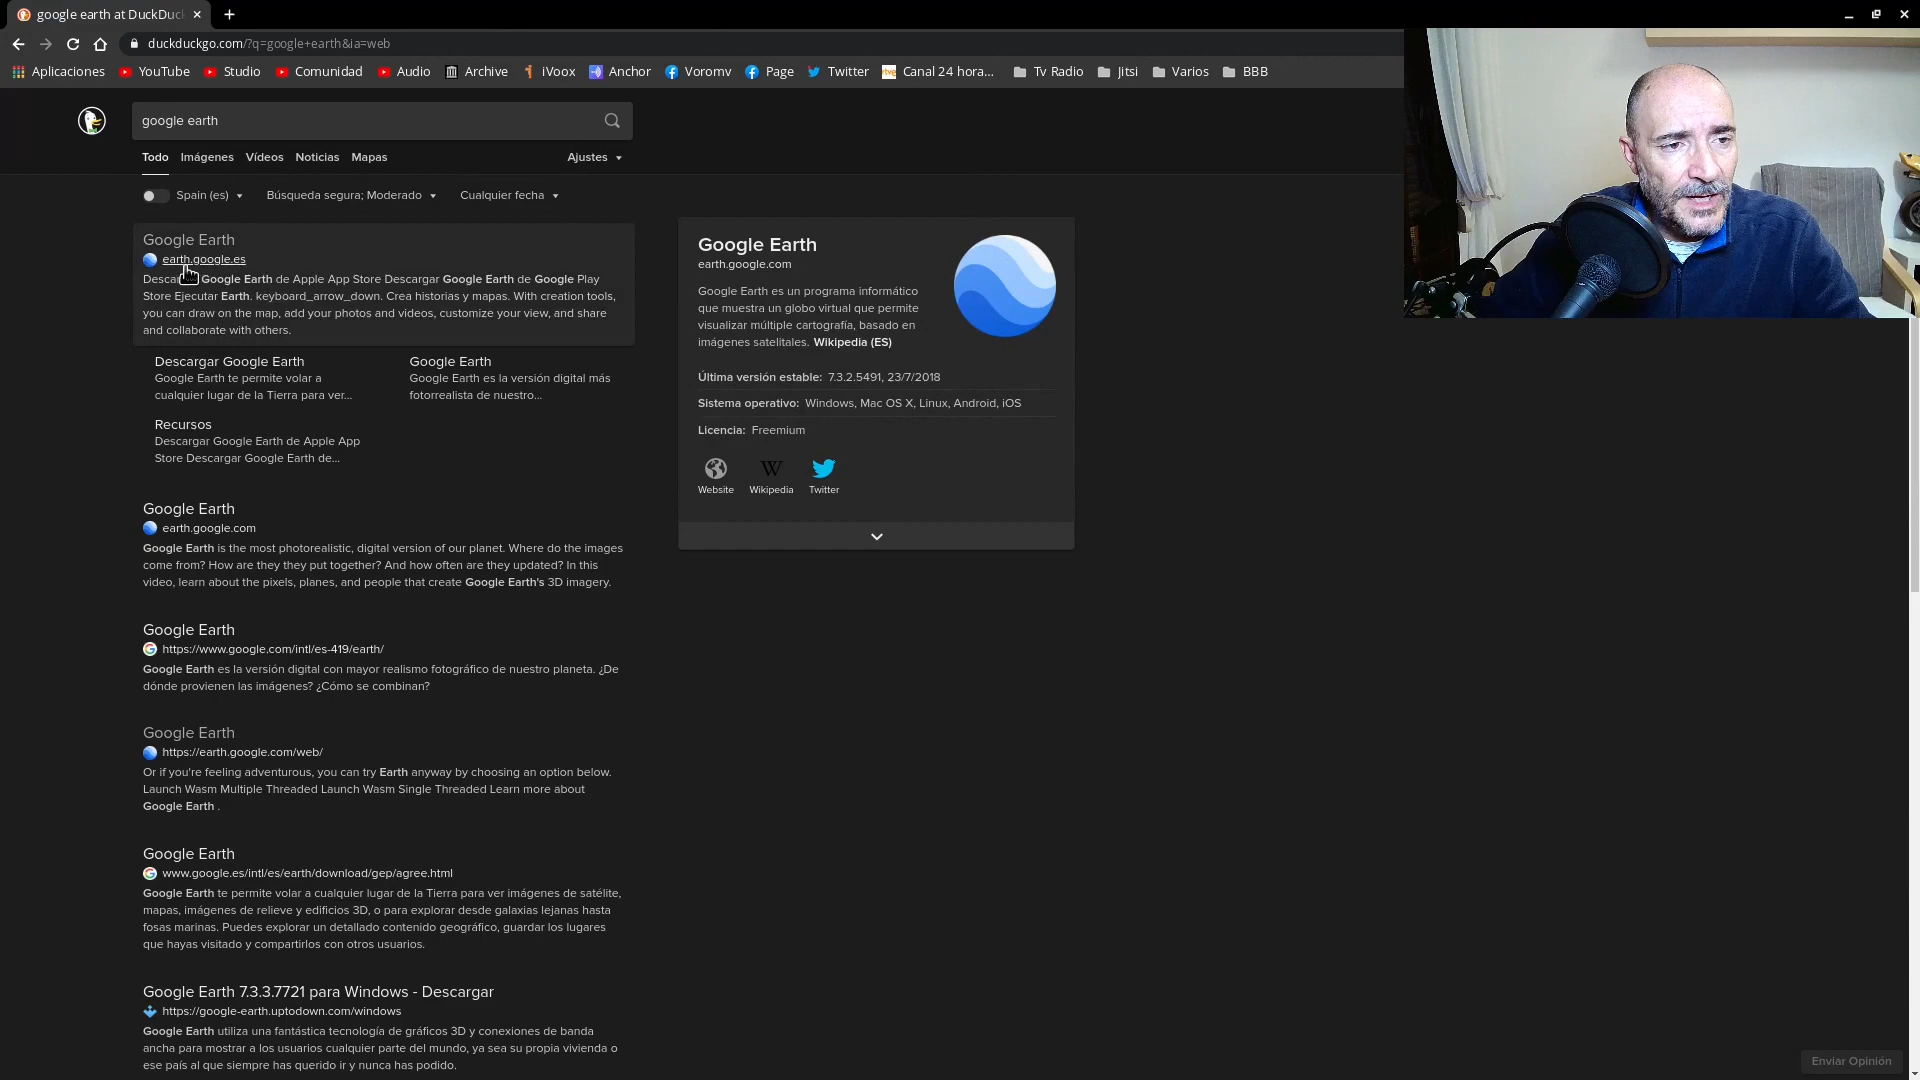 google earth at DuckDuc
duckduckgo.com/?q=google+earth&ia=web
Aplicaciones YouTube Studio Comunidad Audio Archive iVoox Anchor Voromv Page Twitter Canal 24 hora... Tv Radio Jitsi Varios BBB
google earth
Todo Imágenes Vídeos Noticias Mapas Ajustes
Spain (es) Búsqueda segura; Moderado Cualquier fecha
Google Earth
earth.google.es
Descar Google Earth de Apple App Store Descargar Google Earth de Google Play
Store Ejecutar Earth. keyboard_arrow_down. Crea historias y mapas. With creation tools,
you can draw on the map, add your photos and videos, customize your view, and share
and collaborate with others.
Descargar Google Earth
Google Earth te permite volar a
cualquier lugar de la Tierra para ver...
Google Earth
Google Earth es la versión digital más
fotorrealista de nuestro...
Recursos
Descargar Google Earth de Apple App
Store Descargar Google Earth de...
Google Earth
earth.google.com
Google Earth is the most photorealistic, digital version of our planet. Where do the images
come from? How are they they put together? And how often are they updated? In this
video, learn about the pixels, planes, and people that create Google Earth's 3D imagery.
Google Earth
https://www.google.com/intl/es-419/earth/
Google Earth es la versión digital con mayor realismo fotográfico de nuestro planeta. ¿De
dónde provienen las imágenes? ¿Cómo se combinan?
Google Earth
https://earth.google.com/web/
Or if you're feeling adventurous, you can try Earth anyway by choosing an option below.
Launch Wasm Multiple Threaded Launch Wasm Single Threaded Learn more about
Google Earth .
Google Earth
www.google.es/intl/es/earth/download/gep/agree.html
Google Earth te permite volar a cualquier lugar de la Tierra para ver imágenes de satélite,
mapas, imágenes de relieve y edificios 3D, o para explorar desde galaxias lejanas hasta
fosas marinas. Puedes explorar un detallado contenido geográfico, guardar los lugares
que hayas visitado y compartirlos con otros usuarios.
Google Earth 7.3.3.7721 para Windows - Descargar
https://google-earth.uptodown.com/windows
Google Earth utiliza una fantástica tecnología de gráficos 3D y conexiones de banda
ancha para mostrar a los usuarios cualquier parte del mundo, ya sea su propia vivienda o
ese país al que siempre has querido ir y nunca has podido.
Google Earth
earth.google.com
Google Earth es un programa informático
que muestra un globo virtual que permite
visualizar múltiple cartografía, basado en
imágenes satelitales. Wikipedia (ES)
Última versión estable: 7.3.2.5491, 23/7/2018
Sistema operativo: Windows, Mac OS X, Linux, Android, iOS
Licencia: Freemium
W
Website Wikipedia Twitter
Enviar Opinión